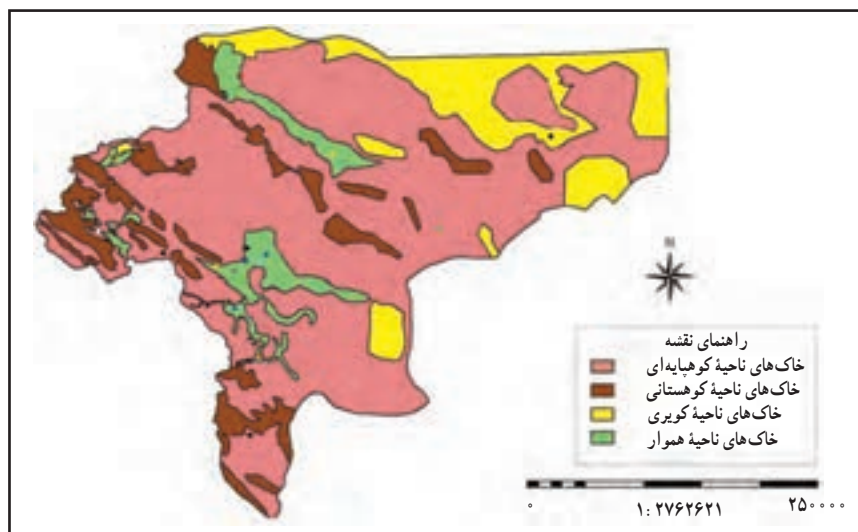 N
راهنمای نقشه
خاک‌های ناحیهٔ کوهپایه‌ای
خاک‌های ناحیهٔ کوهستانی
خاک‌های ناحیهٔ کویری
خاک‌های ناحیهٔ هموار
۰ ۱:۲۷۶۲۶۲۱ ۲۵۰۰۰۰